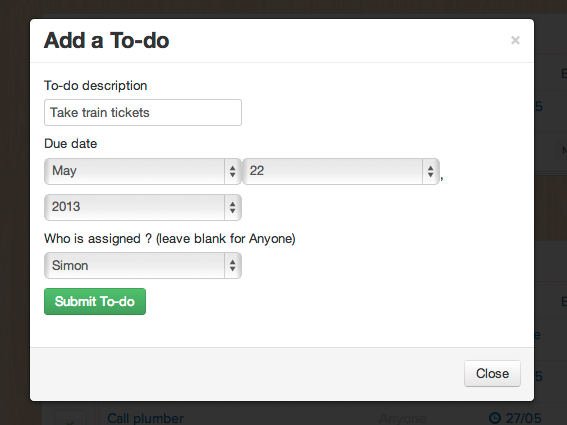 Add a To-do ×
To-do description
Take train tickets
Due date
May 22 ,
2013
Who is assigned ? (leave blank for Anyone)
Simon
Submit To-do
Close
Call plumber Anyone 27/05